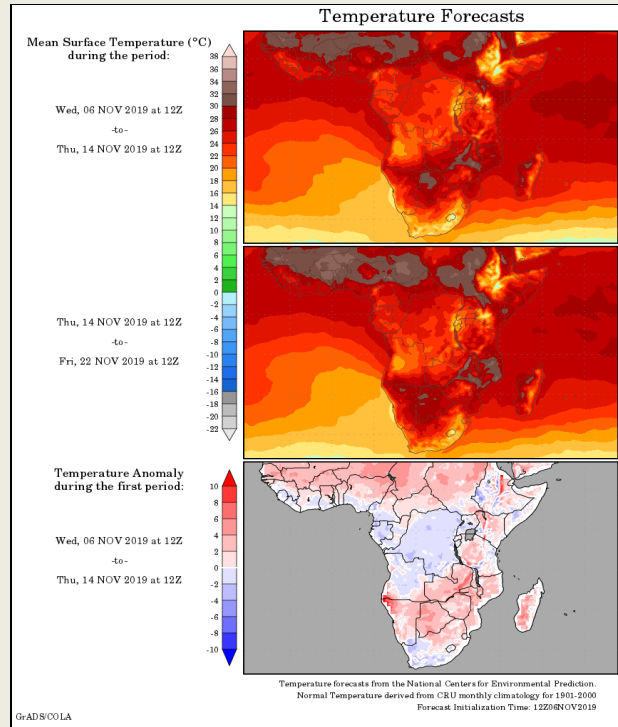 Temperature Forecasts
Mean Surface Temperature (°C)
during the period:
Wed, 06 NOV 2019 at 12Z
-to-
Thu, 14 NOV 2019 at 12Z
38
36
34
32
30
28
26
24
22
20
18
16
14
12
10
8
6
4
2
0
-2
-4
-6
-8
-10
-12
-14
-16
-18
-20
-22
Thu, 14 NOV 2019 at 12Z
-to-
Fri, 22 NOV 2019 at 12Z
Temperature Anomaly
during the first period:
Wed, 06 NOV 2019 at 12Z
-to-
Thu, 14 NOV 2019 at 12Z
10
8
6
4
2
0
-2
-4
-6
-8
-10
Temperature forecasts from the National Centers for Environmental Prediction.
Normal Temperature derived from CRU monthly climatology for 1901-2000
Forecast Initialization Time: 12Z06NOV2019
GrADS/COLA